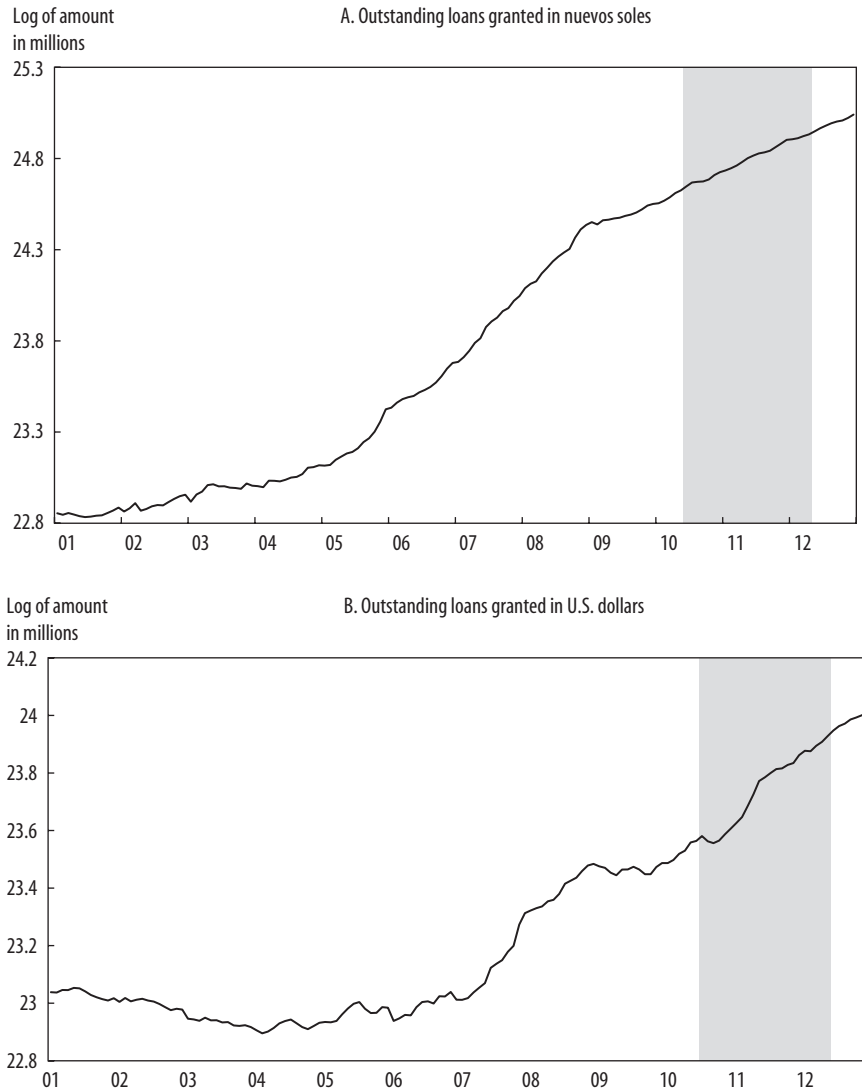 Log of amount
in millions
A. Outstanding loans granted in nuevos soles
25.3
24.8
24.3
23.8
23.3
22.8
01 02 03 04 05 06 07 08 09 10 11 12
Log of amount
in millions
B. Outstanding loans granted in U.S. dollars
24.2
24
23.8
23.6
23.4
23.2
23
22.8
01 02 03 04 05 06 07 08 09 10 11 12